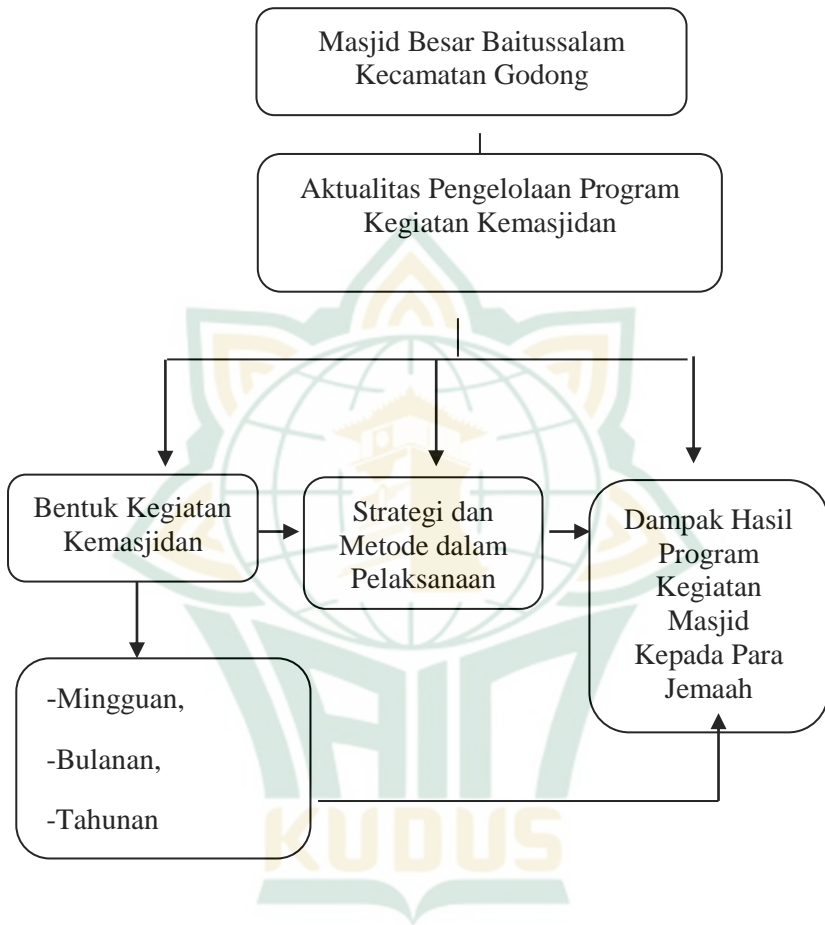 Masjid Besar Baitussalam
Kecamatan Godong
Aktualitas Pengelolaan Program
Kegiatan Kemasjidan
Bentuk Kegiatan
Kemasjidan
Strategi dan
Metode dalam
Pelaksanaan
Dampak Hasil
Program
Kegiatan
Masjid
Kepada Para
Jemaah
-Mingguan,
-Bulanan,
-Tahunan
IAIN
KUDUS